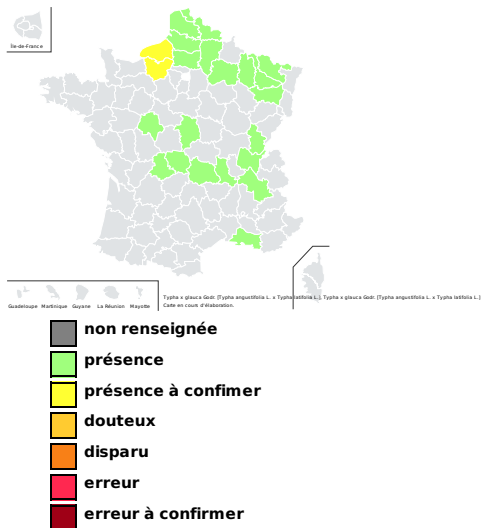 Île-de-France
Guadeloupe Martinique Guyane La Réunion Mayotte
Typha x glauca Godr. [Typha angustifolia L. x Typha latifolia L.], Typha x glauca Godr. [Typha angustifolia L. x Typha latifolia L.]
Carte en cours d'élaboration.
non renseignée
présence
présence à confimer
douteux
disparu
erreur
erreur à confirmer